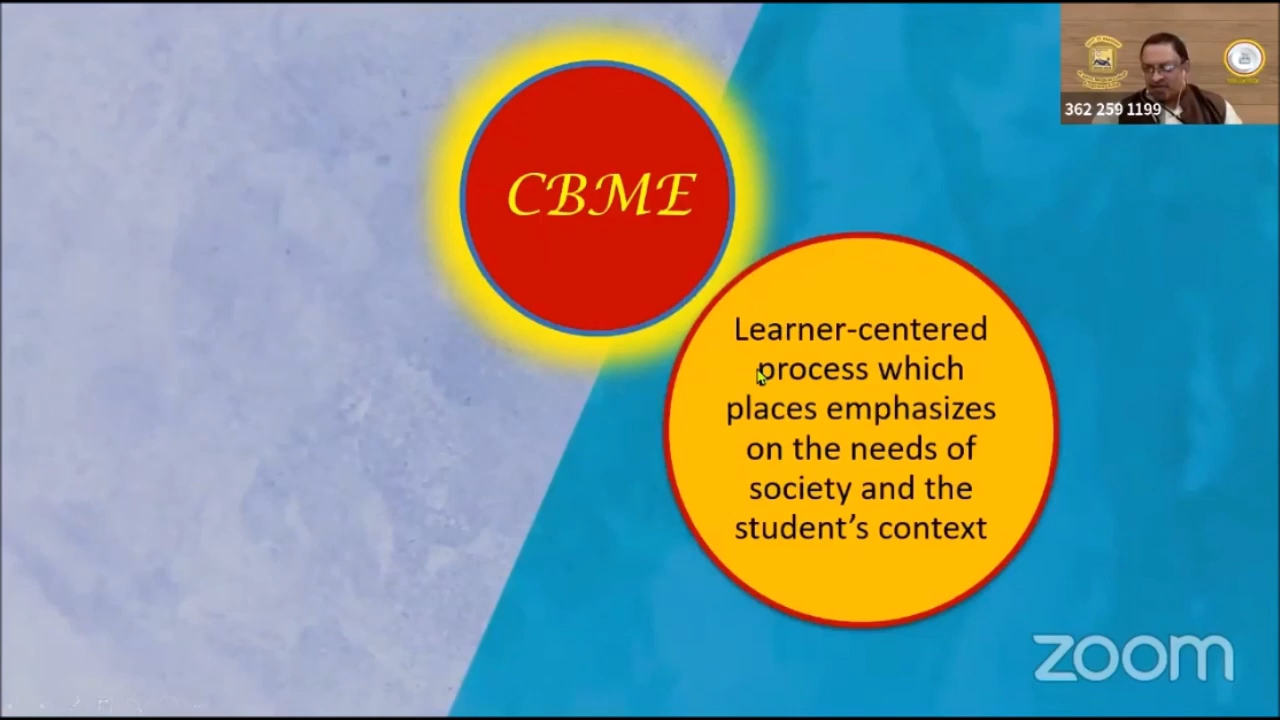 CBME
Learner-centered
process which
places emphasizes
on the needs of
society and the
student’s context
362 259 1199
zoom